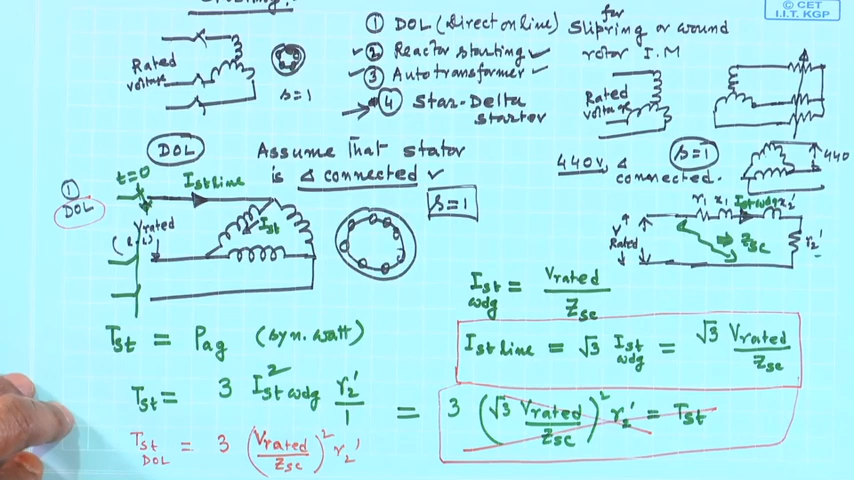 © CET
I.I.T. KGP
① DOL (Direct on line)
② Reactor starting ✓
③ Autotransformer ✓
④ Star-Delta
starter
for
Slipring or wound
rotor I.M
Rated
voltage
s=1
Rated
voltage
s=1
DOL
Assume that stator
is Δ connected ✓
s=1
440V, Δ
connected.
440
① DOL
t=0
Ist line
Vrated
Ist
r1 x1 Ist wdg x2'
V Rated
Zsc
r2'
Ist wdg = Vrated / Zsc
Ist line = √3 Ist wdg = √3 Vrated / Zsc
Tst = Pag (syn. watt)
Tst = 3 I²st wdg r2'/1 = 3 (√3 Vrated / Zsc)² r2' = Tst
Tst DOL = 3 (Vrated / Zsc)² r2'